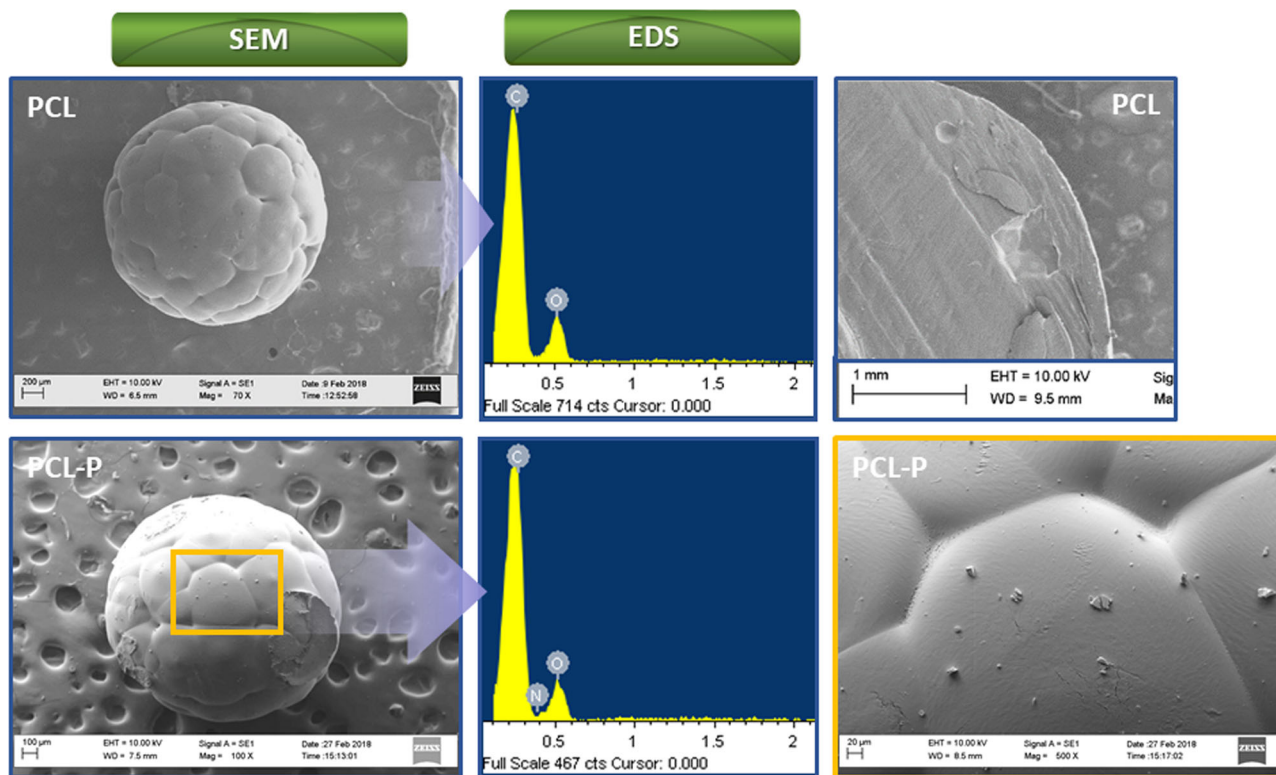 SEM
EDS
PCL
C
O
PCL
200 µm
EHT = 10.00 kV
WD = 6.5 mm
Signal A = SE1
Mag = 70 X
Date :9 Feb 2018
Time :12:52:58
ZEISS
0.5 1 1.5 2
Full Scale 714 cts Cursor: 0.000
1 mm
EHT = 10.00 kV
WD = 9.5 mm
Sig
Ma
PCL-P
C
N
O
PCL-P
100 µm
EHT = 10.00 kV
WD = 7.5 mm
Signal A = SE1
Mag = 100 X
Date :27 Feb 2018
Time :15:13:01
ZEISS
0.5 1 1.5 2
Full Scale 467 cts Cursor: 0.000
20 µm
EHT = 10.00 kV
WD = 8.5 mm
Signal A = SE1
Mag = 500 X
Date :27 Feb 2018
Time :15:17:02
ZEISS